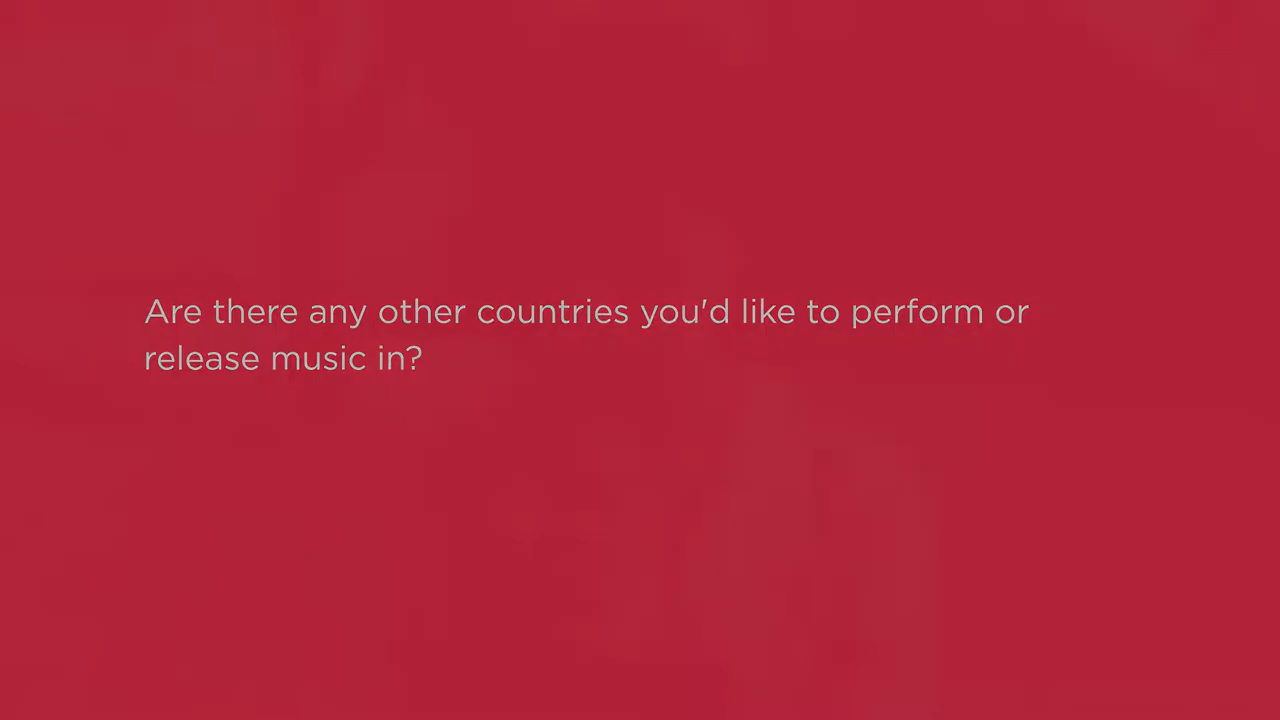 Are there any other countries you'd like to perform or
release music in?